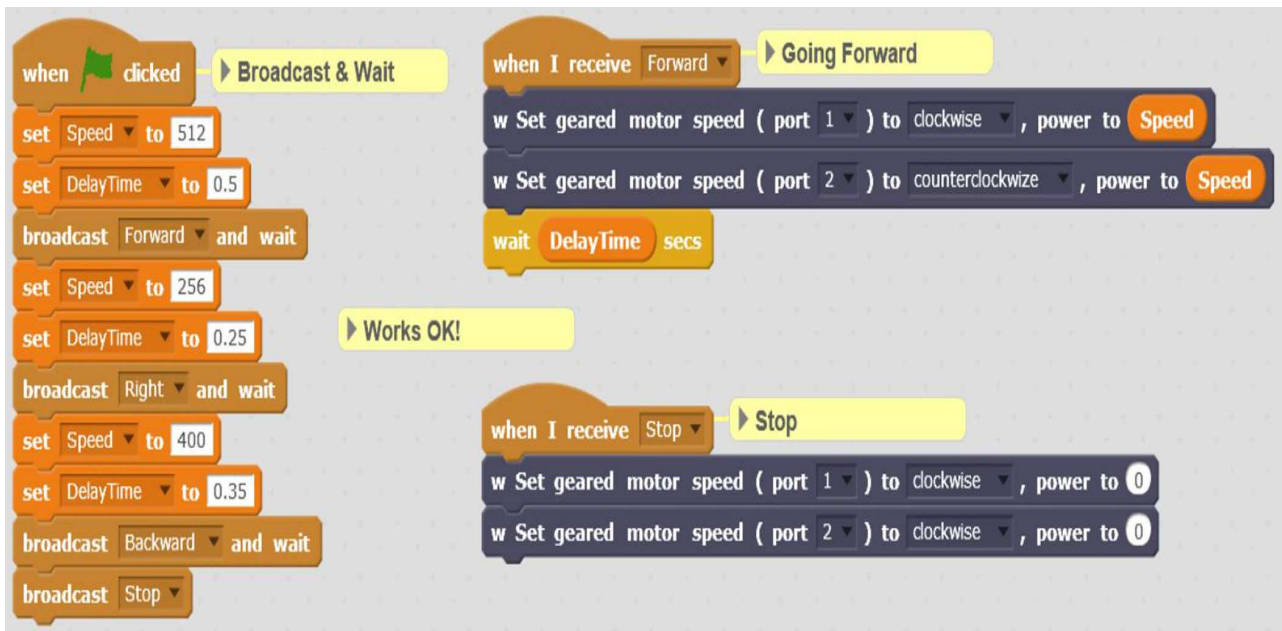 when clicked
Broadcast & Wait
set Speed to 512
set DelayTime to 0.5
broadcast Forward and wait
set Speed to 256
set DelayTime to 0.25
broadcast Right and wait
set Speed to 400
set DelayTime to 0.35
broadcast Backward and wait
broadcast Stop
Works OK!
when I receive Forward
Going Forward
w Set geared motor speed ( port 1 ) to clockwise , power to Speed
w Set geared motor speed ( port 2 ) to counterclockwize , power to Speed
wait DelayTime secs
when I receive Stop
Stop
w Set geared motor speed ( port 1 ) to clockwise , power to 0
w Set geared motor speed ( port 2 ) to clockwise , power to 0